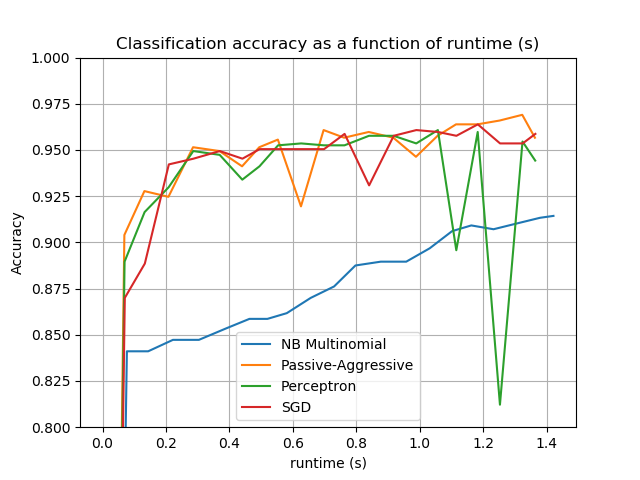 Classification accuracy as a function of runtime (s)
1.000
0.975
0.950
0.925
0.900
0.875
0.850
0.825
0.800
Accuracy
NB Multinomial
Passive-Aggressive
Perceptron
SGD
0.0 0.2 0.4 0.6 0.8 1.0 1.2 1.4
runtime (s)